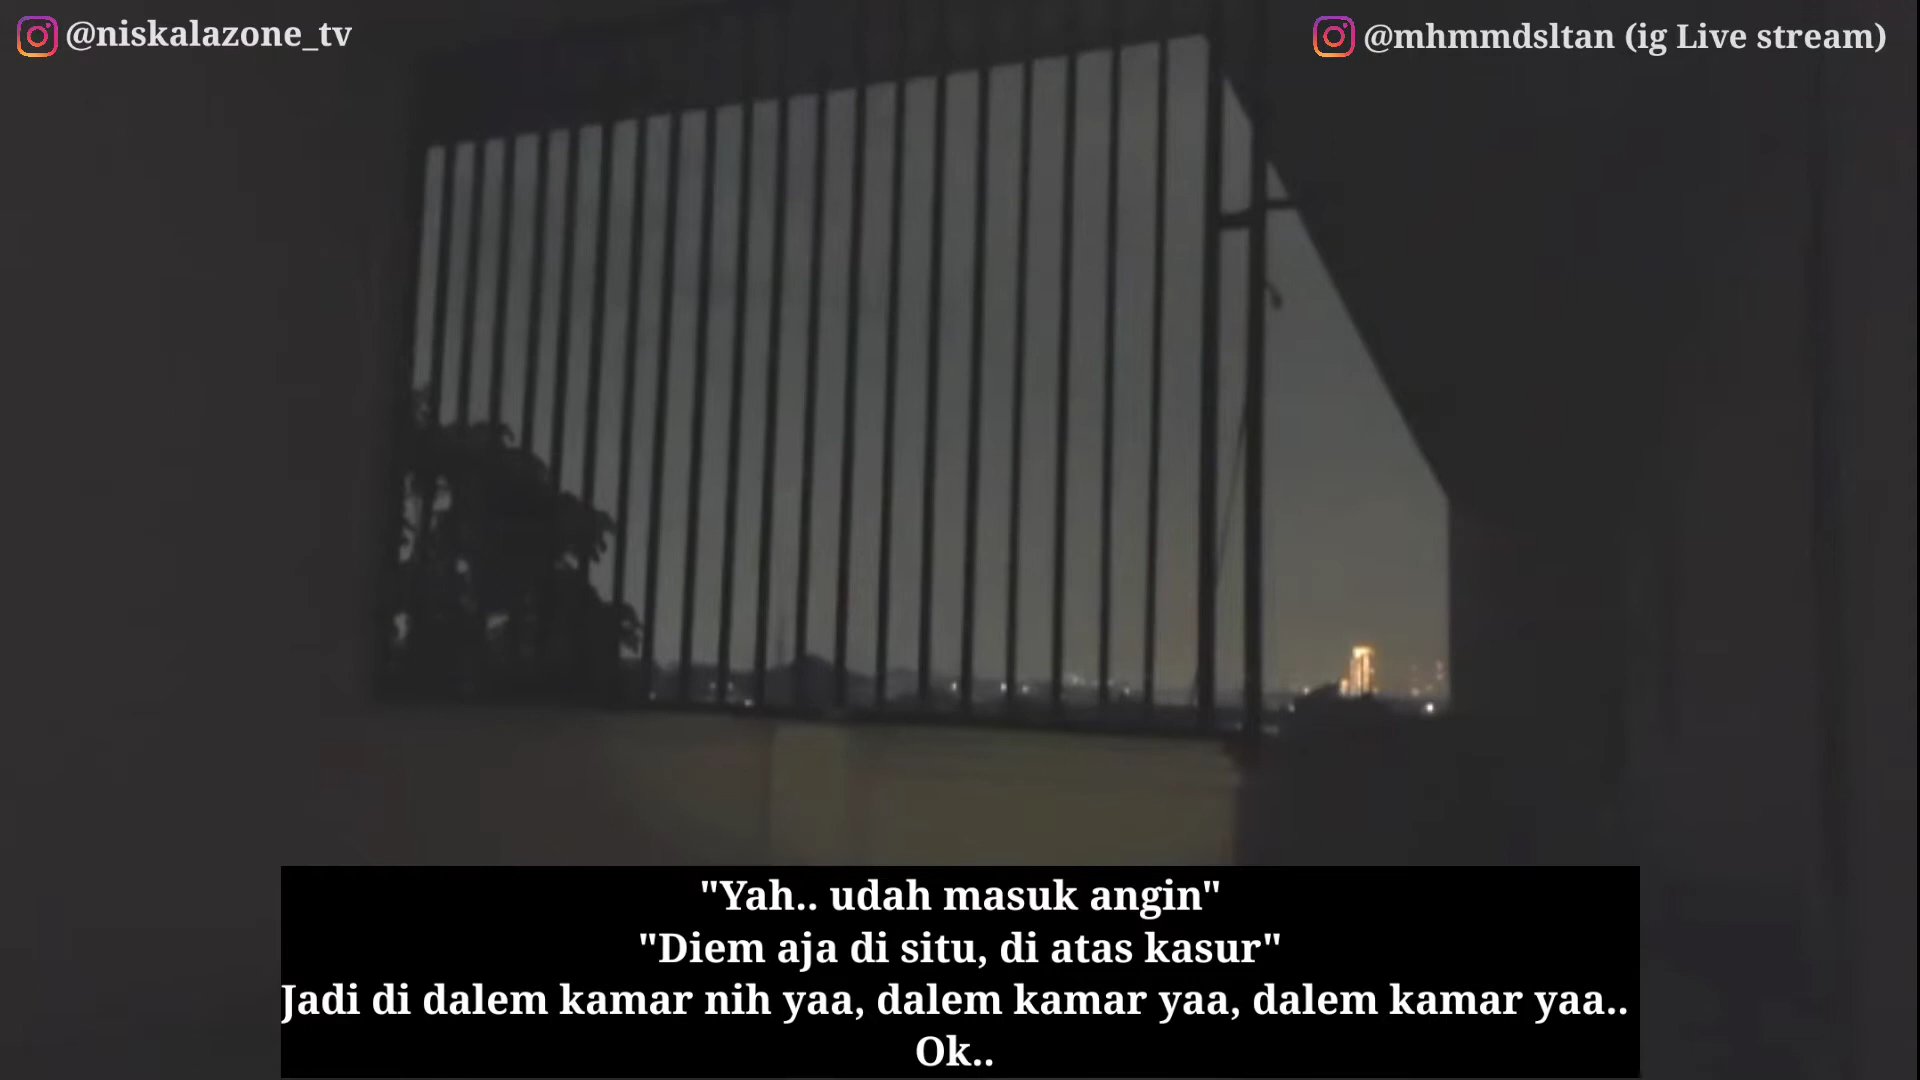 @niskalazone_tv
@mhmmdsltan (ig Live stream)
"Yah.. udah masuk angin"
"Diem aja di situ, di atas kasur"
Jadi di dalem kamar nih yaa, dalem kamar yaa, dalem kamar yaa..
Ok..